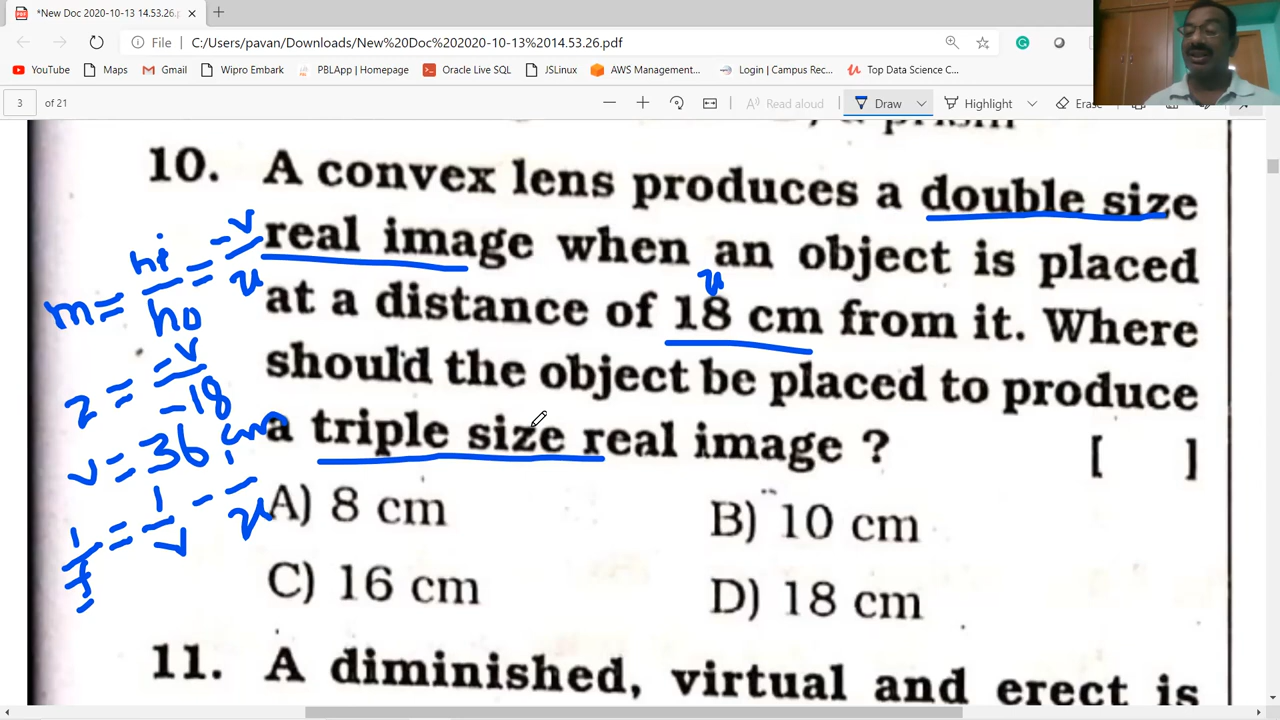 *New Doc 2020-10-13 14.53.26.p
File C:/Users/pavan/Downloads/New%20Doc%202020-10-13%2014.53.26.pdf
YouTube Maps Gmail Wipro Embark PBLApp | Homepage Oracle Live SQL JSLinux AWS Management... Login | Campus Rec... Top Data Science C...
3 of 21 Read aloud Draw Highlight Erase
a prism
10. A convex lens produces a double size
real image when an object is placed
at a distance of 18 cm from it. Where
should the object be placed to produce
a triple size real image ? [ ]
A) 8 cm B) 10 cm
C) 16 cm D) 18 cm
11. A diminished, virtual and erect is
m = hi/ho = -v/u
u
2 = -v/-18
v = 36 cm
1/f = 1/v - 1/u
=